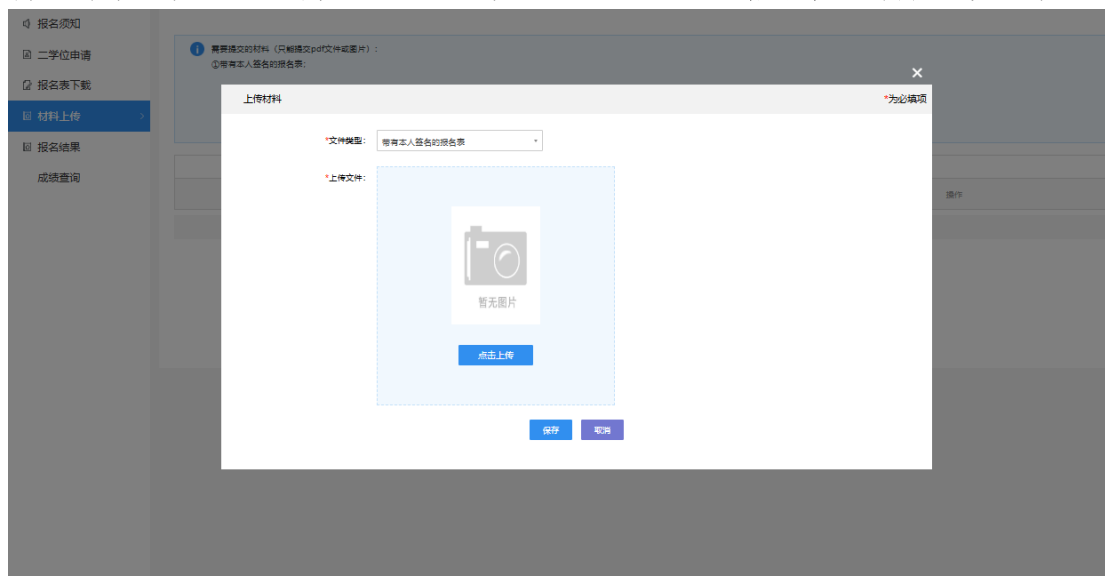 报名须知
二学位申请
报名表下载
材料上传
报名结果
成绩查询
需要提交的材料（只能提交pdf文件或图片）：
①带有本人签名的报名表；
上传材料
*为必填项
*文件类型：
带有本人签名的报名表
*上传文件：
暂无图片
点击上传
保存
取消
操作